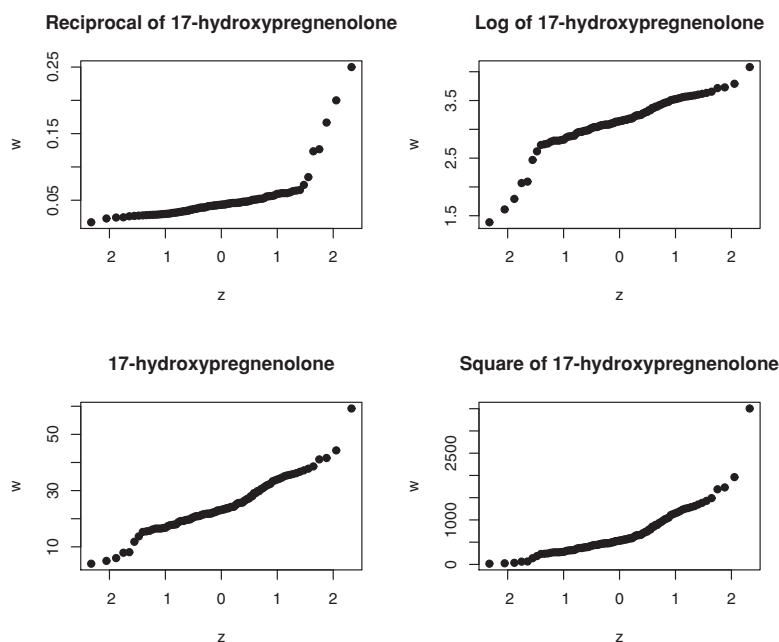 Reciprocal of 17-hydroxypregnenolone
0.25
0.15
0.05
w
2 1 0 1 2
z
Log of 17-hydroxypregnenolone
3.5
2.5
1.5
w
2 1 0 1 2
z
17-hydroxypregnenolone
50
30
10
w
2 1 0 1 2
z
Square of 17-hydroxypregnenolone
2500
1000
0
w
2 1 0 1 2
z